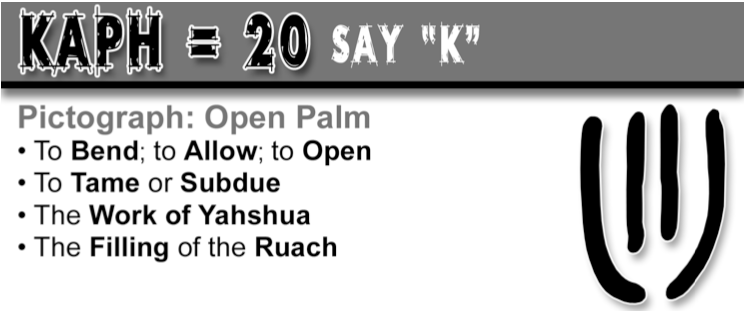 KAPH = 20 SAY "K"
Pictograph: Open Palm
• To Bend; to Allow; to Open
• To Tame or Subdue
• The Work of Yahshua
• The Filling of the Ruach